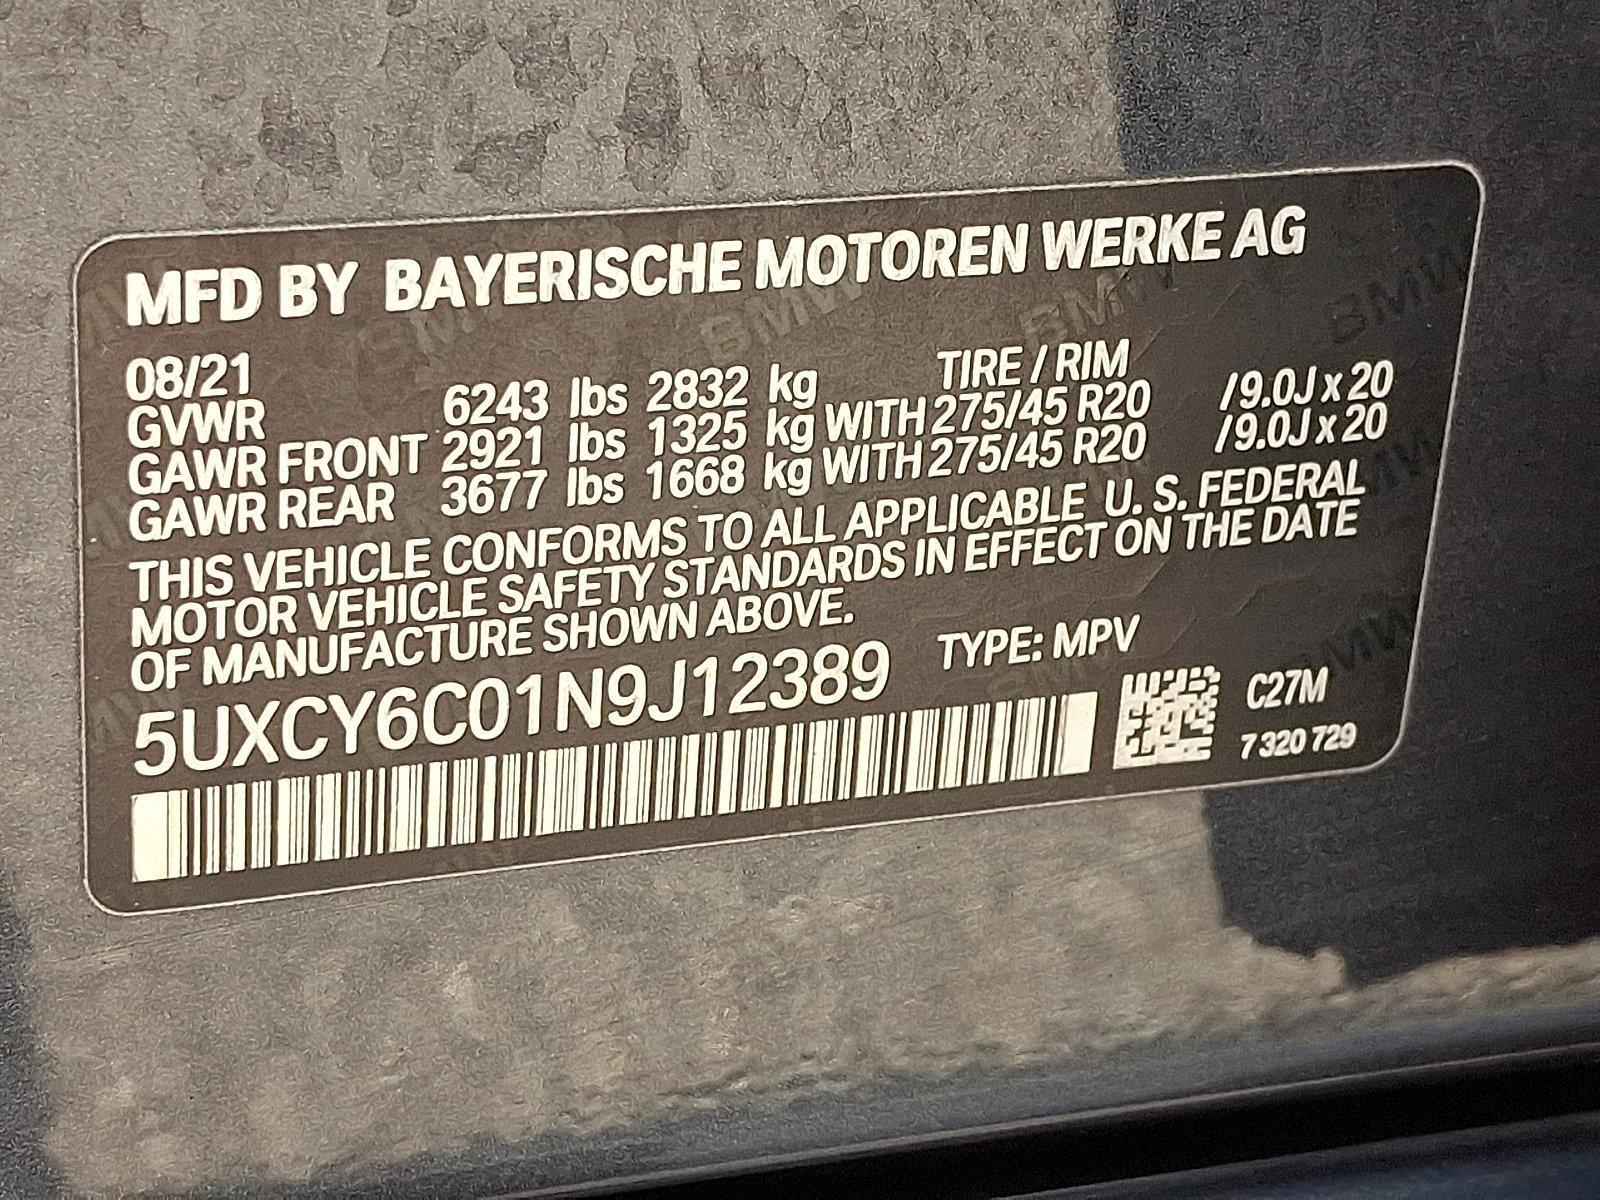 MFD BY BAYERISCHE MOTOREN WERKE AG
08/21 TIRE / RIM
GVWR 6243 lbs 2832 kg
GAWR FRONT 2921 lbs 1325 kg WITH 275/45 R20 /9.0J x 20
GAWR REAR 3677 lbs 1668 kg WITH 275/45 R20 /9.0J x 20
THIS VEHICLE CONFORMS TO ALL APPLICABLE U. S. FEDERAL
MOTOR VEHICLE SAFETY STANDARDS IN EFFECT ON THE DATE
OF MANUFACTURE SHOWN ABOVE.
5UXCY6C01N9J12389 TYPE: MPV
C27M
7 320 729